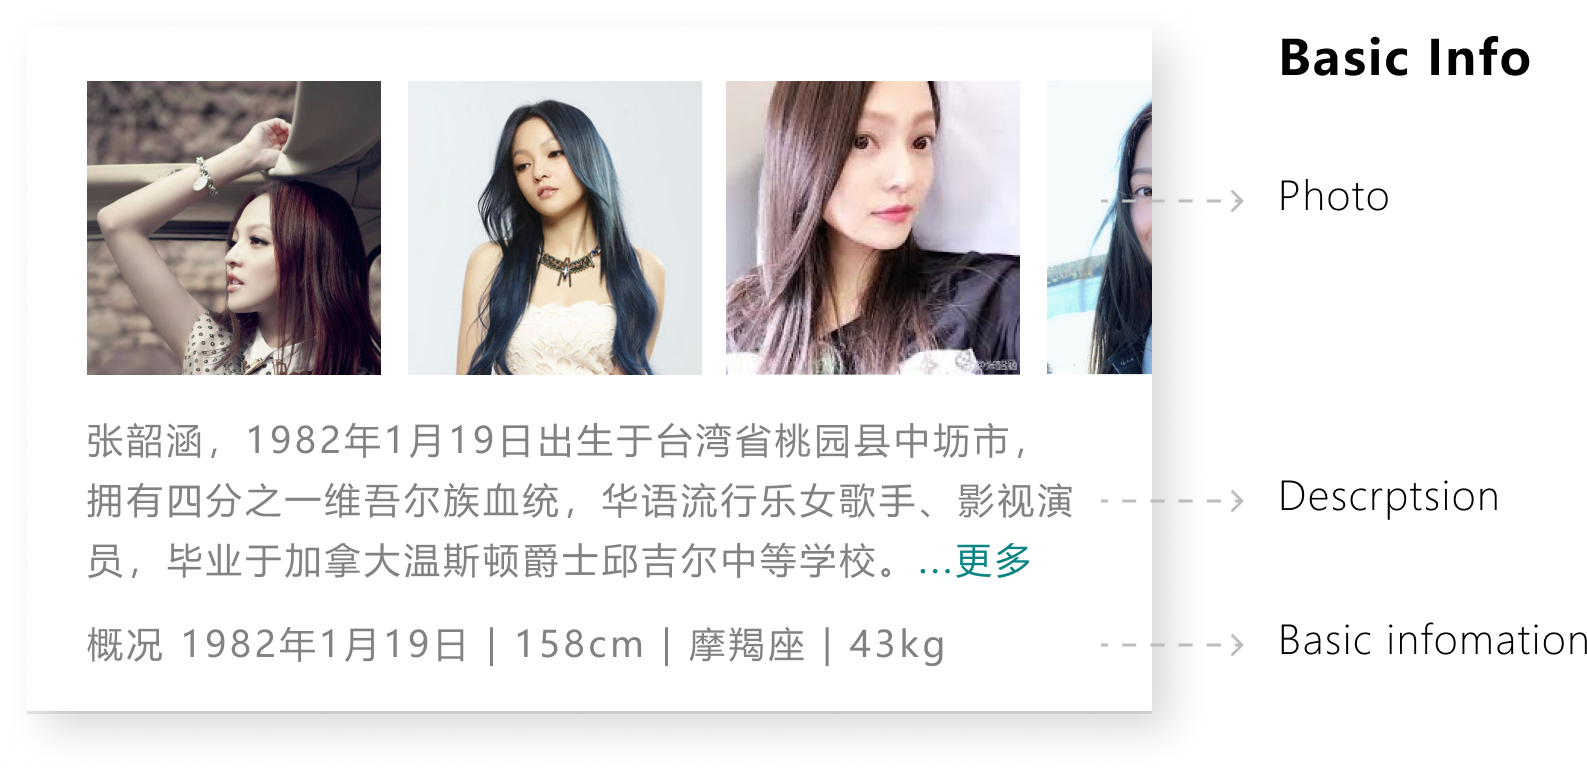 Basic Info
Photo
张韶涵，1982年1月19日出生于台湾省桃园县中坜市，
拥有四分之一维吾尔族血统，华语流行乐女歌手、影视演
员，毕业于加拿大温斯顿爵士邱吉尔中等学校。...更多
Descrptsion
概况 1982年1月19日 | 158cm | 摩羯座 | 43kg
Basic infomation